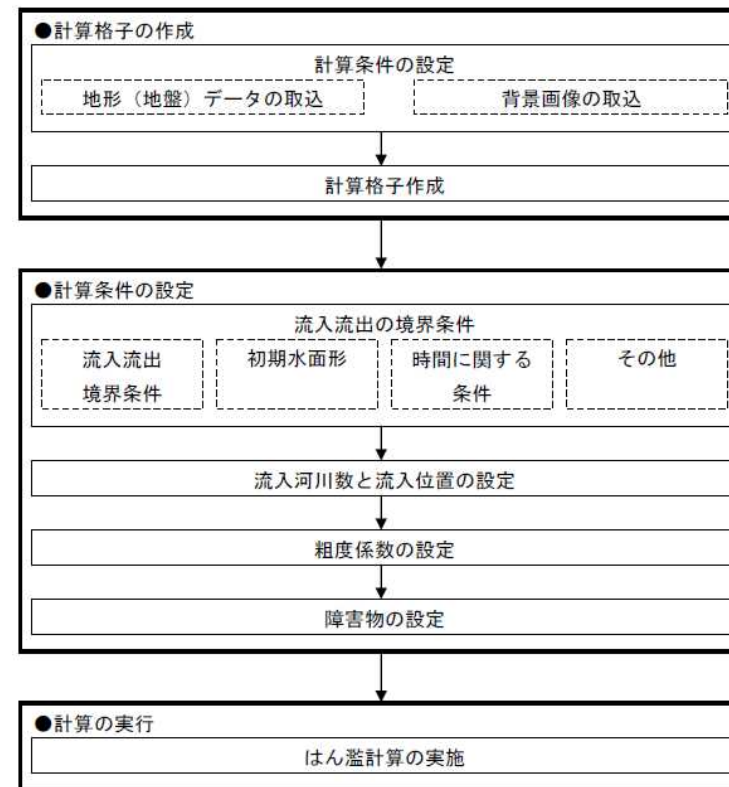 ●計算格子の作成
計算条件の設定
地形（地盤）データの取込
背景画像の取込
計算格子作成
●計算条件の設定
流入流出の境界条件
流入流出
境界条件
初期水面形
時間に関する
条件
その他
流入河川数と流入位置の設定
粗度係数の設定
障害物の設定
●計算の実行
はん濫計算の実施